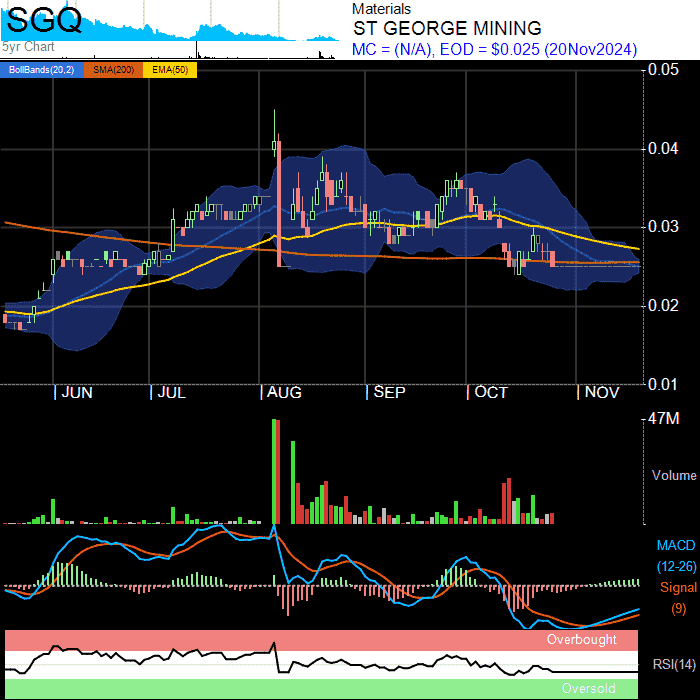 SGQ
5yr Chart
Materials
ST GEORGE MINING
MC = (N/A), EOD = $0.025 (20Nov2024)
BollBands(20,2) SMA(200) EMA(50)
0.05
0.04
0.03
0.02
0.01
JUN JUL AUG SEP OCT NOV
47M
Volume
MACD
(12-26)
Signal
(9)
Overbought
RSI(14)
Oversold